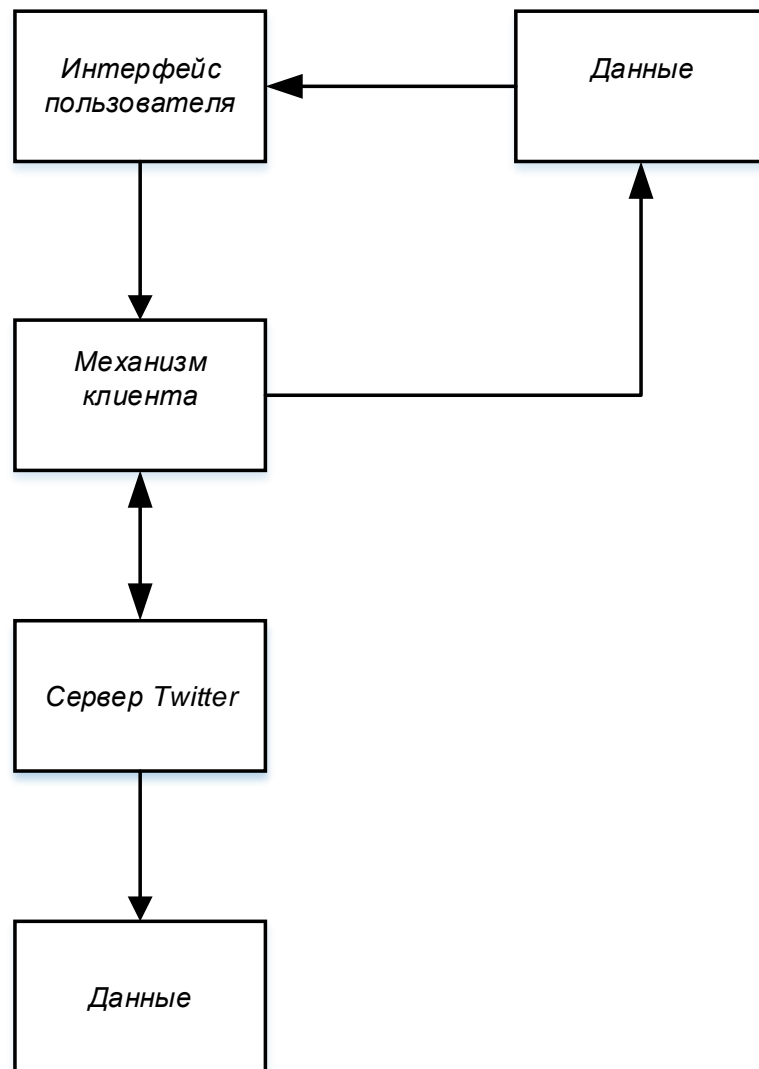 Интерфейс
пользователя
Данные
Механизм
клиента
Сервер Twitter
Данные